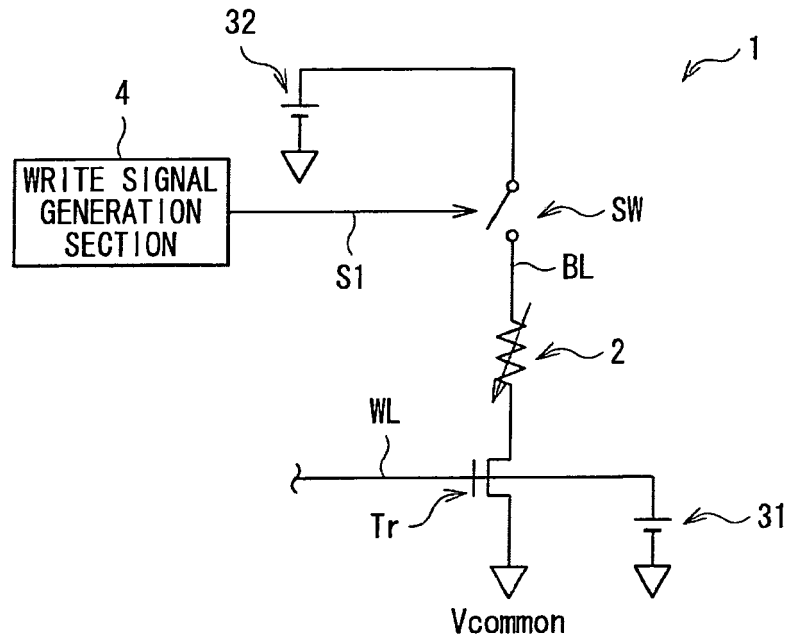 32
1
4
WRITE SIGNAL
GENERATION
SECTION
SW
S1
BL
2
WL
Tr
31
Vcommon